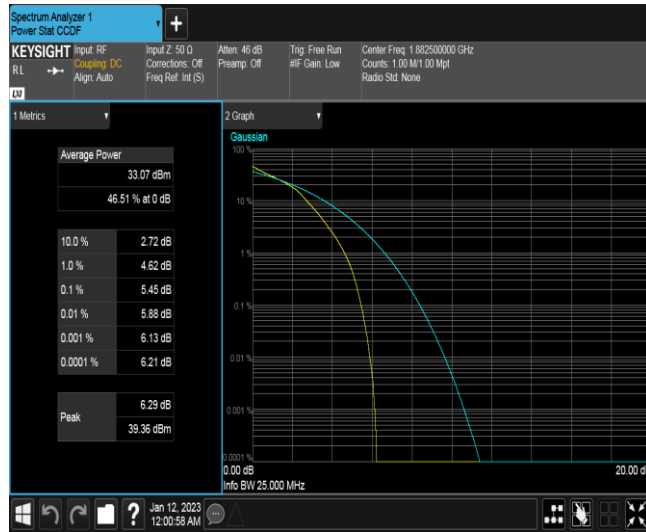 Spectrum Analyzer 1
Power Stat CCDF
+
KEYSIGHT
RL
LXI
Input: RF
Coupling: DC
Align: Auto
Input Z: 50 Ω
Corrections: Off
Freq Ref: Int (S)
Atten: 46 dB
Preamp: Off
Trig: Free Run
#IF Gain: Low
Center Freq: 1.882500000 GHz
Counts: 1.00 M/1.00 Mpt
Radio Std: None
1 Metrics
Average Power
33.07 dBm
46.51 % at 0 dB
10.0 % 2.72 dB
1.0 % 4.62 dB
0.1 % 5.45 dB
0.01 % 5.88 dB
0.001 % 6.13 dB
0.0001 % 6.21 dB
Peak
6.29 dB
39.36 dBm
2 Graph
Gaussian
100 %
10 %
1 %
0.1 %
0.01 %
0.001 %
0.0001 %
0.00 dB
20.00 d
Info BW 25.000 MHz
?
Jan 12, 2023
12:00:58 AM